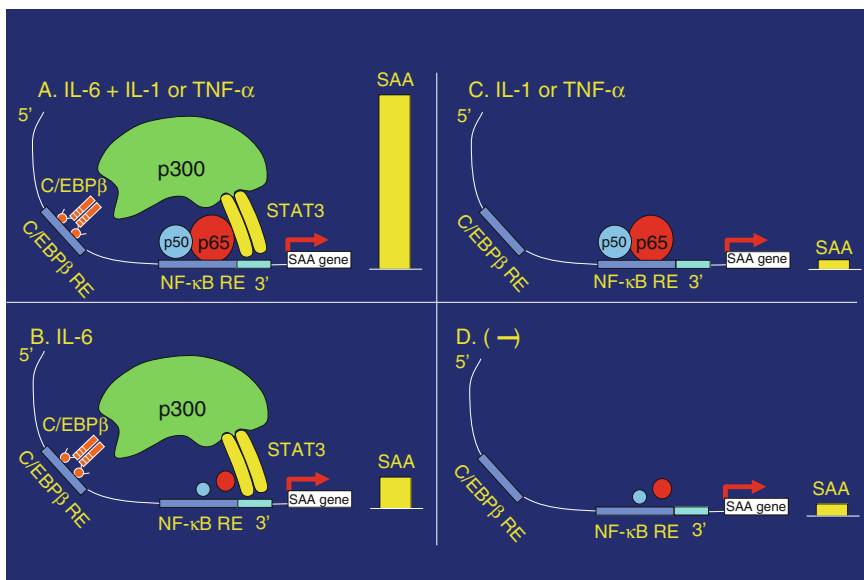 A. IL-6 + IL-1 or TNF-α
5’
p300
C/EBPβ
STAT3
p50
p65
C/EBPβ RE
SAA gene
NF-κB RE 3’
SAA
C. IL-1 or TNF-α
5’
C/EBPβ RE
p50
p65
SAA gene
NF-κB RE 3’
SAA
B. IL-6
5’
p300
C/EBPβ
STAT3
C/EBPβ RE
SAA gene
NF-κB RE 3’
SAA
D. (–)
5’
C/EBPβ RE
SAA gene
NF-κB RE 3’
SAA